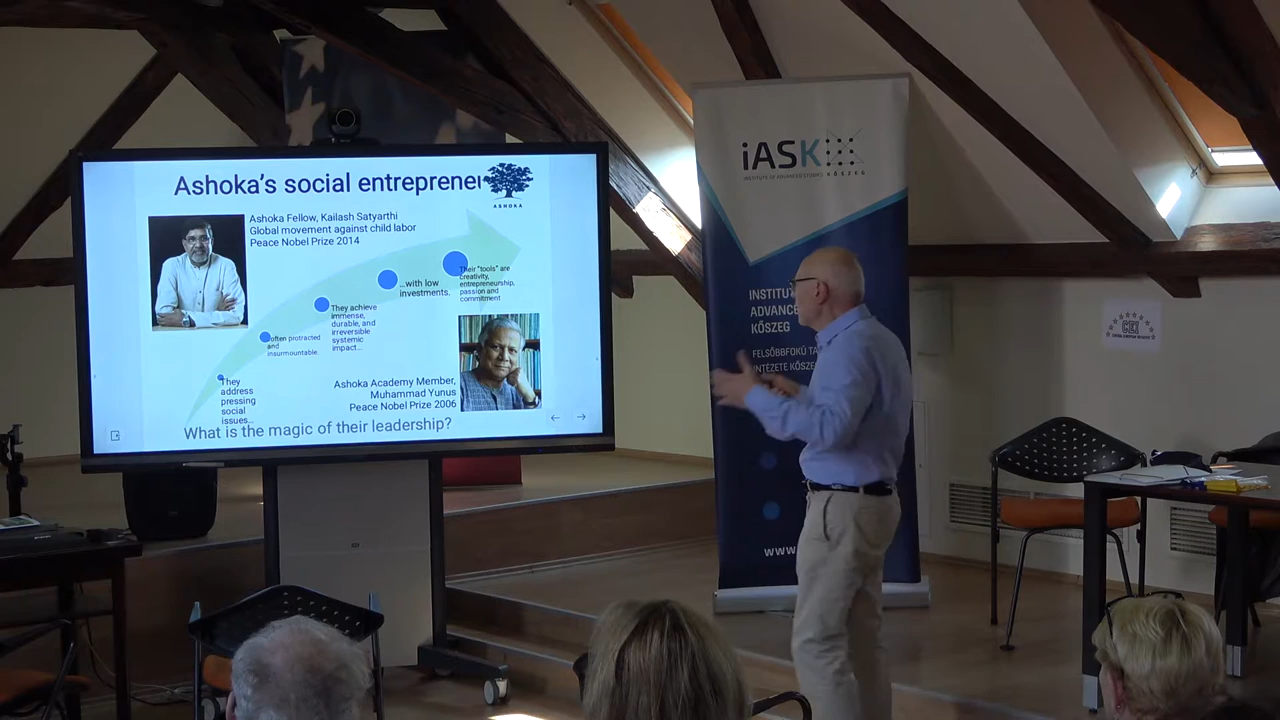 Ashoka's social entrepreneu
ASHOKA
Ashoka Fellow, Kailash Satyarthi
Global movement against child labor
Peace Nobel Prize 2014
They
address
pressing
social
issues…
often protracted
and
insurmountable.
They achieve
immense,
durable, and
irreversible
systemic
impact…
…with low
investments.
Their "tools" are
creativity,
entrepreneurship,
passion and
commitment
Ashoka Academy Member,
Muhammad Yunus
Peace Nobel Prize 2006
What is the magic of their leadership?
iASK
INSTITUTE OF ADVANCED STUDIES KŐSZEG
INSTITU
ADVANCE
KŐSZEG
FELSŐBBFOKÚ TA
INTÉZETE KŐSZE
www.
CEI